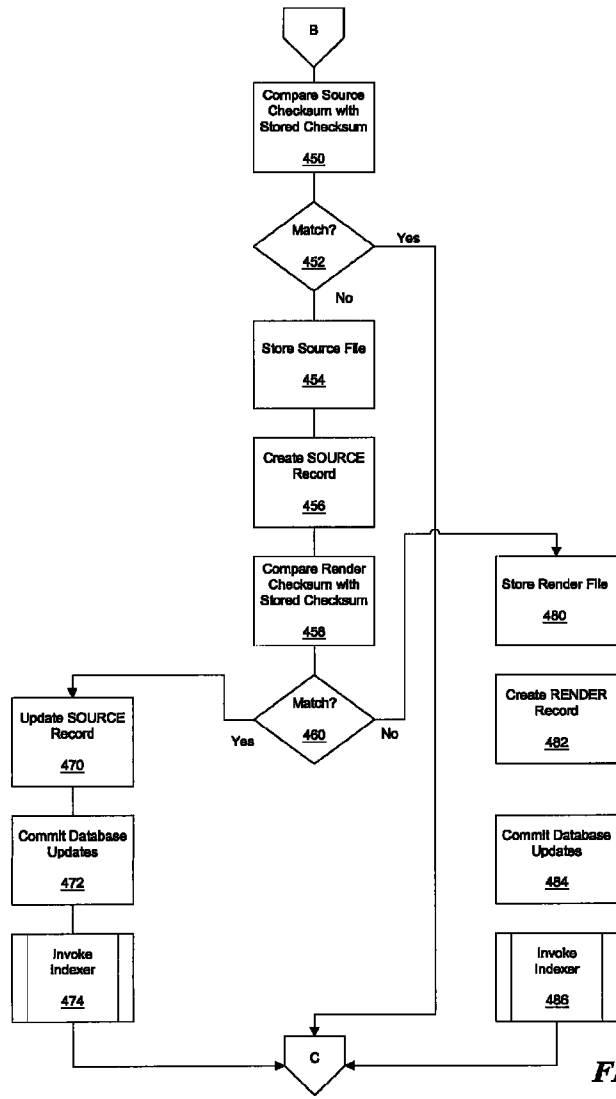 B
Compare Source
Checksum with
Stored Checksum
450
Match?
452
Yes
No
Store Source File
454
Create SOURCE
Record
456
Compare Render
Checksum with
Stored Checksum
458
Store Render File
480
Match?
460
Yes
No
Update SOURCE
Record
470
Create RENDER
Record
482
Commit Database
Updates
472
Commit Database
Updates
484
Invoke
Indexer
474
Invoke
Indexer
486
C